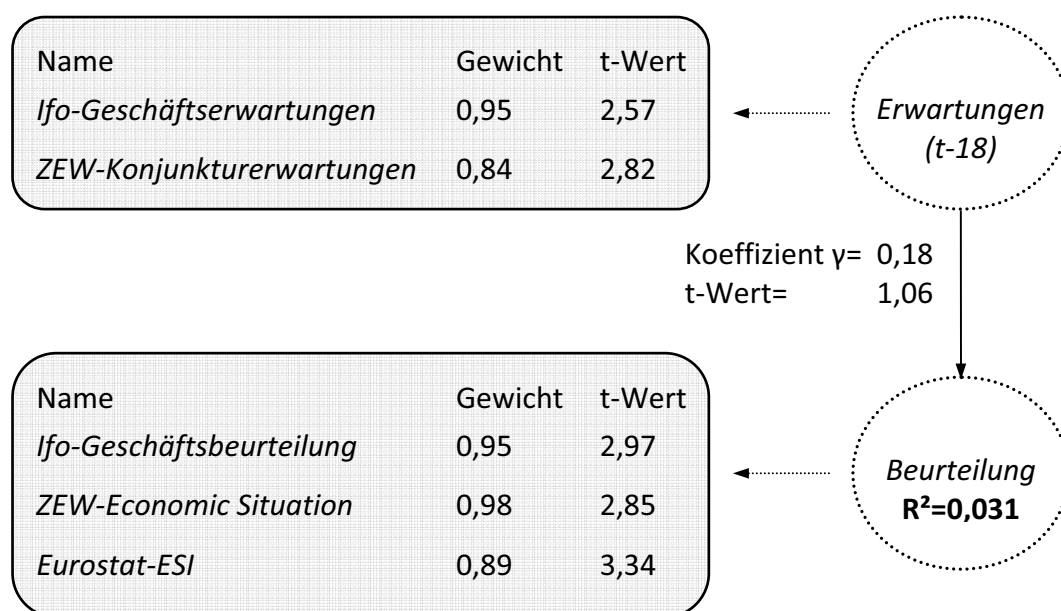 Name Gewicht t-Wert
Ifo-Geschäftserwartungen 0,95 2,57
ZEW-Konjunkturerwartungen 0,84 2,82
Erwartungen
(t-18)
Koeffizient γ= 0,18
t-Wert= 1,06
Name Gewicht t-Wert
Ifo-Geschäftsbeurteilung 0,95 2,97
ZEW-Economic Situation 0,98 2,85
Eurostat-ESI 0,89 3,34
Beurteilung
R²=0,031